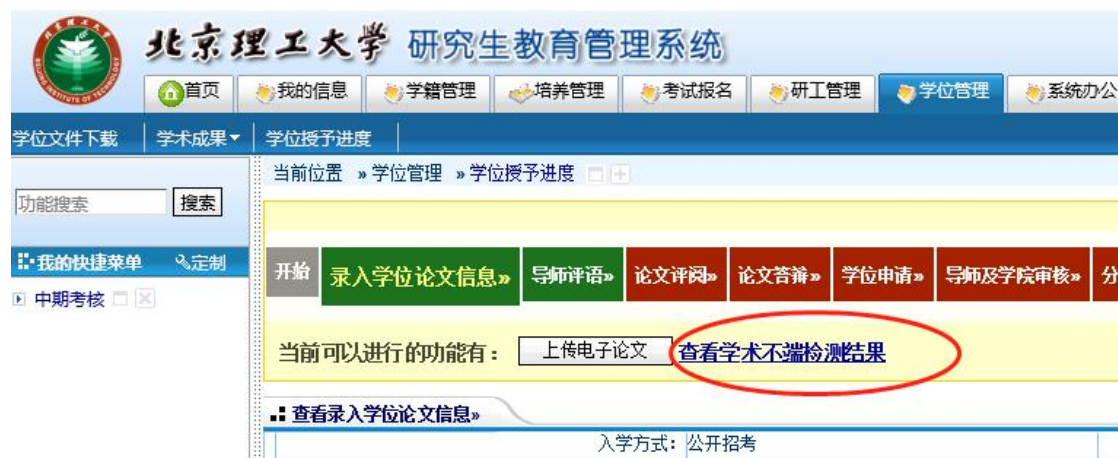 北京理工大学 研究生教育管理系统
首页 我的信息 学籍管理 培养管理 考试报名 研工管理 学位管理 系统办公
学位文件下载 学术成果 学位授予进度
当前位置 »学位管理 »学位授予进度
功能搜索 搜索
我的快捷菜单 定制
中期考核
开始 录入学位论文信息» 导师评语» 论文评阅» 论文答辩» 学位申请» 导师及学院审核» 分
当前可以进行的功能有： 上传电子论文 查看学术不端检测结果
查看录入学位论文信息»
入学方式： 公开招考